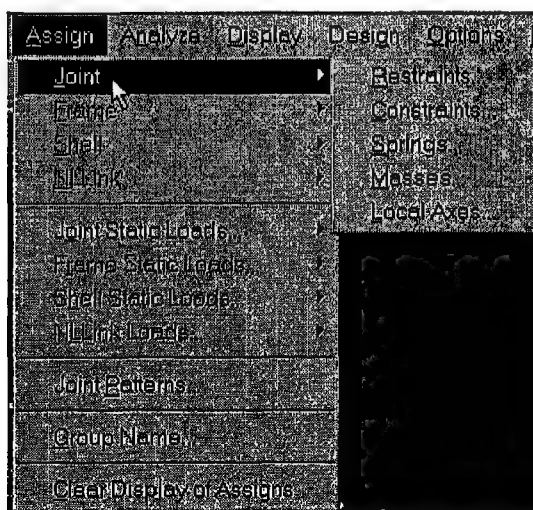 Assign Analyze Display Design Options
Joint
Restraints...
Constraints...
Springs...
Masses...
Local Axes...
Frame
Shell
NLLink
Joint Static Loads...
Frame Static Loads...
Shell Static Loads...
NLLink Loads...
Joint Patterns...
Group Name...
Clear Display of Assigns